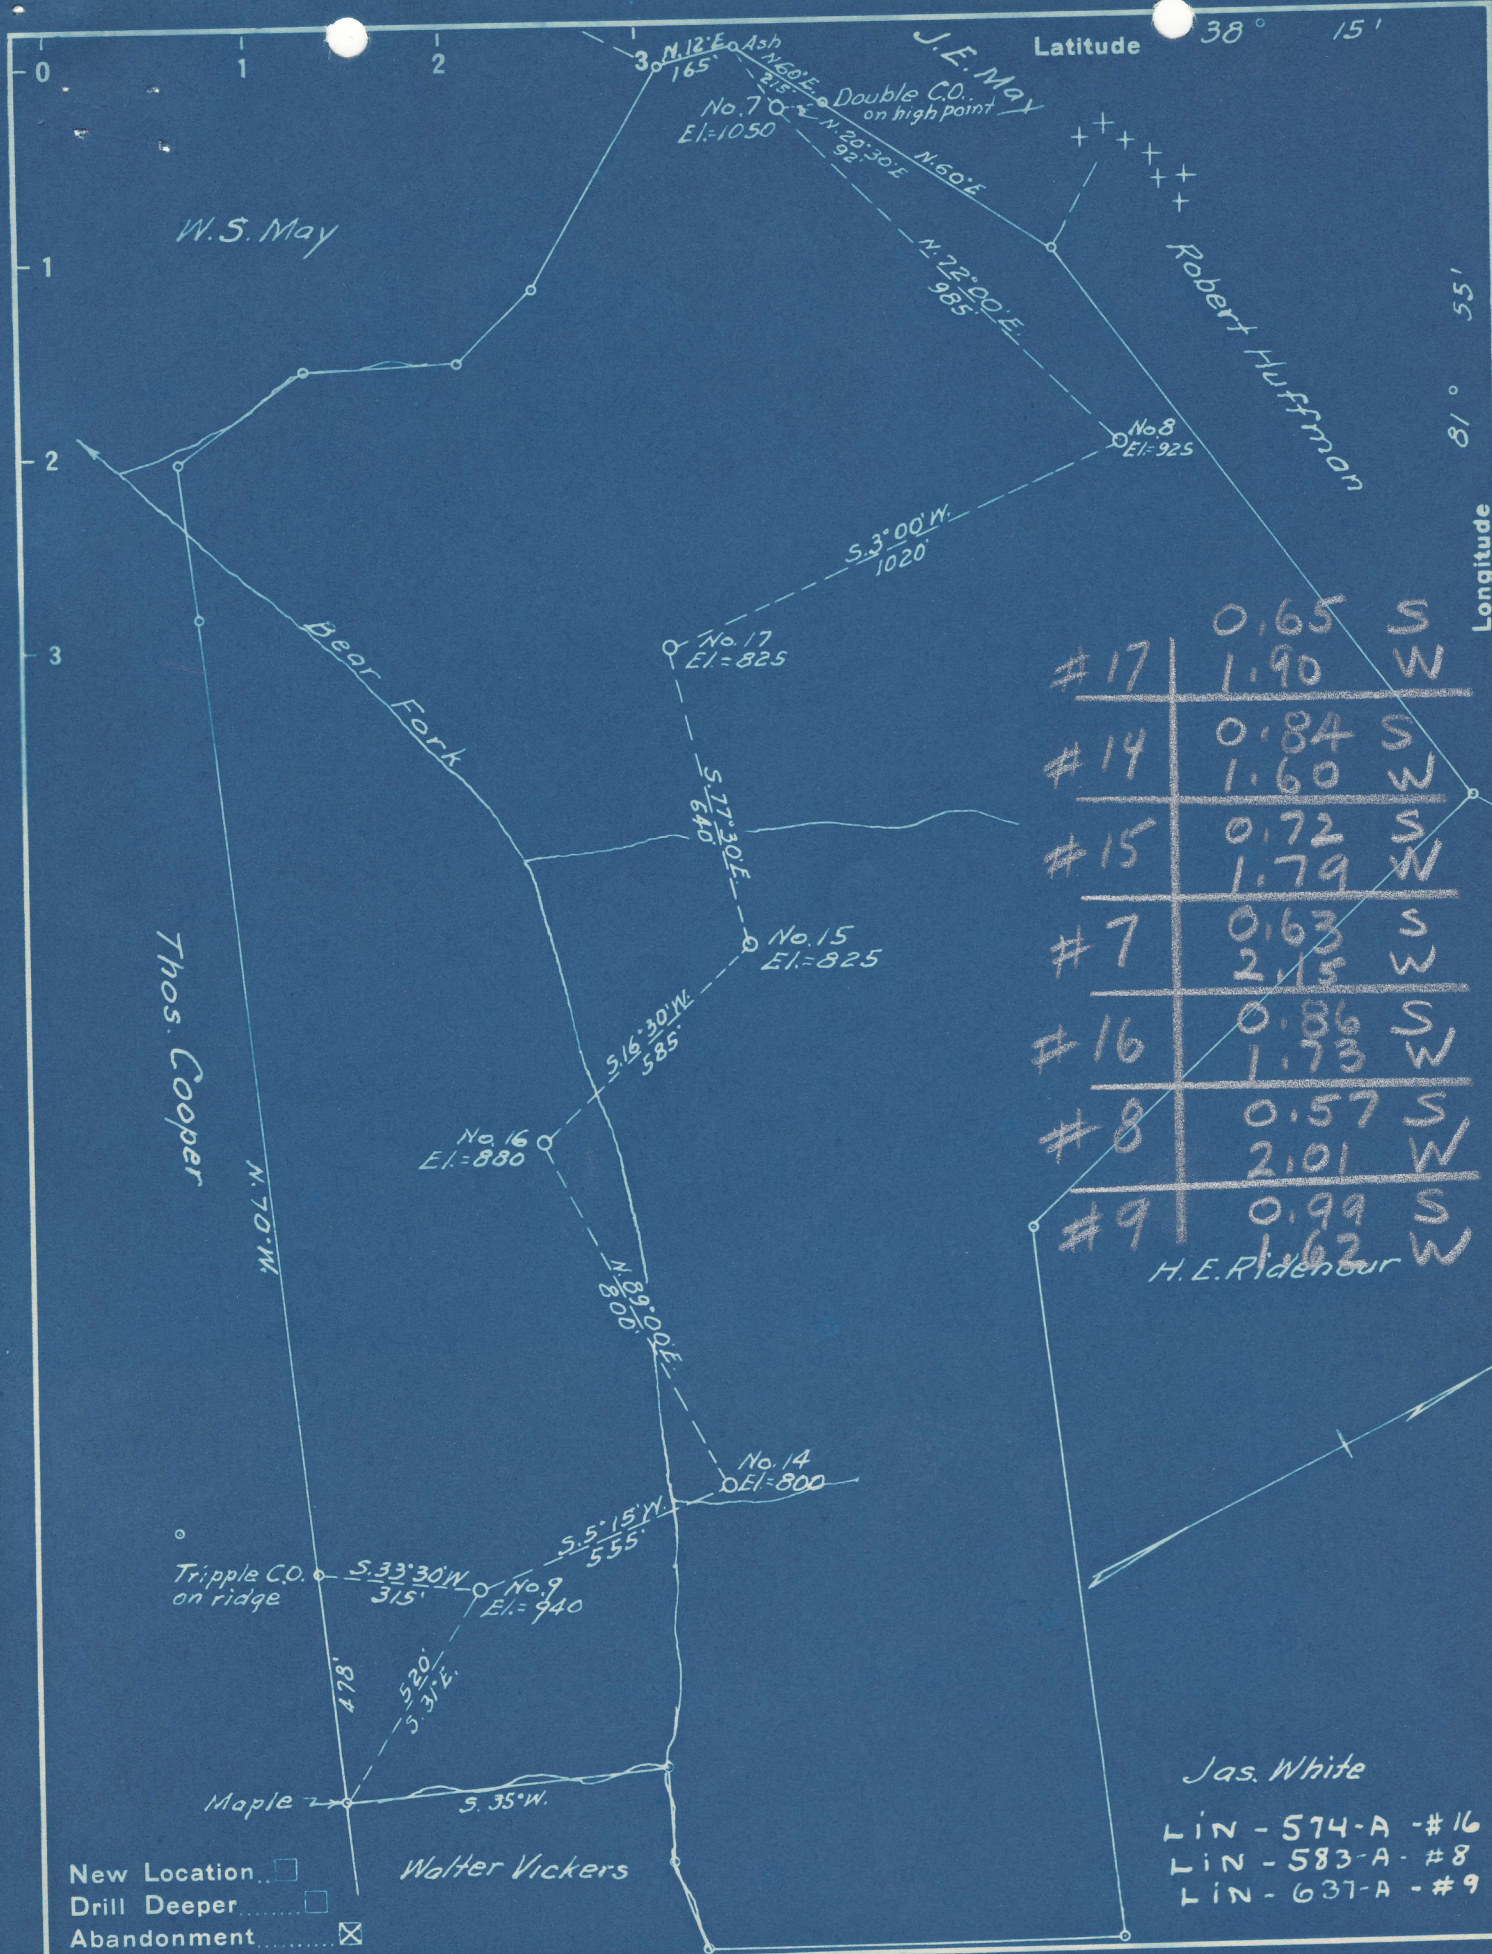 Latitude 38° 15'
0 1 2 3
N.12°E
165'
Ash
N60°E.
215'
J.E. May
Double C.O.
on high point
No. 7
El.=1050
N.20°30'E
92'
N.60°E
W.S. May
1
N.72°00'E.
985'
Robert Huffman
81° 55'
Longitude
No.8
El=925
2
S.3°00'W.
1020'
3
Bear Fork
No. 17
El.=825
#17 0.65 S
1.90 W
#14 0.84 S
1.60 W
#15 0.72 S
1.79 W
#7 0.63 S
2.15 W
#16 0.86 S
1.73 W
#8 0.57 S
2.01 W
#9 0.99 S
1.62 W
S.77°30'E.
640'
No. 15
El.=825
Thos. Cooper
S.16°30'W.
585'
No. 16
El.=880
N.70°W.
H.E. Ridenour
N.89°00'E.
800'
No. 14
El=800
S.5°15'W.
555'
Tripple C.O.
on ridge
S.33°30'W
315'
No.9
El.=940
478'
520'
S.31°E.
Maple
S. 35°W.
Walter Vickers
Jas. White
LIN-574-A-#16
LIN-583-A-#8
LIN-637-A-#9
New Location
Drill Deeper
Abandonment